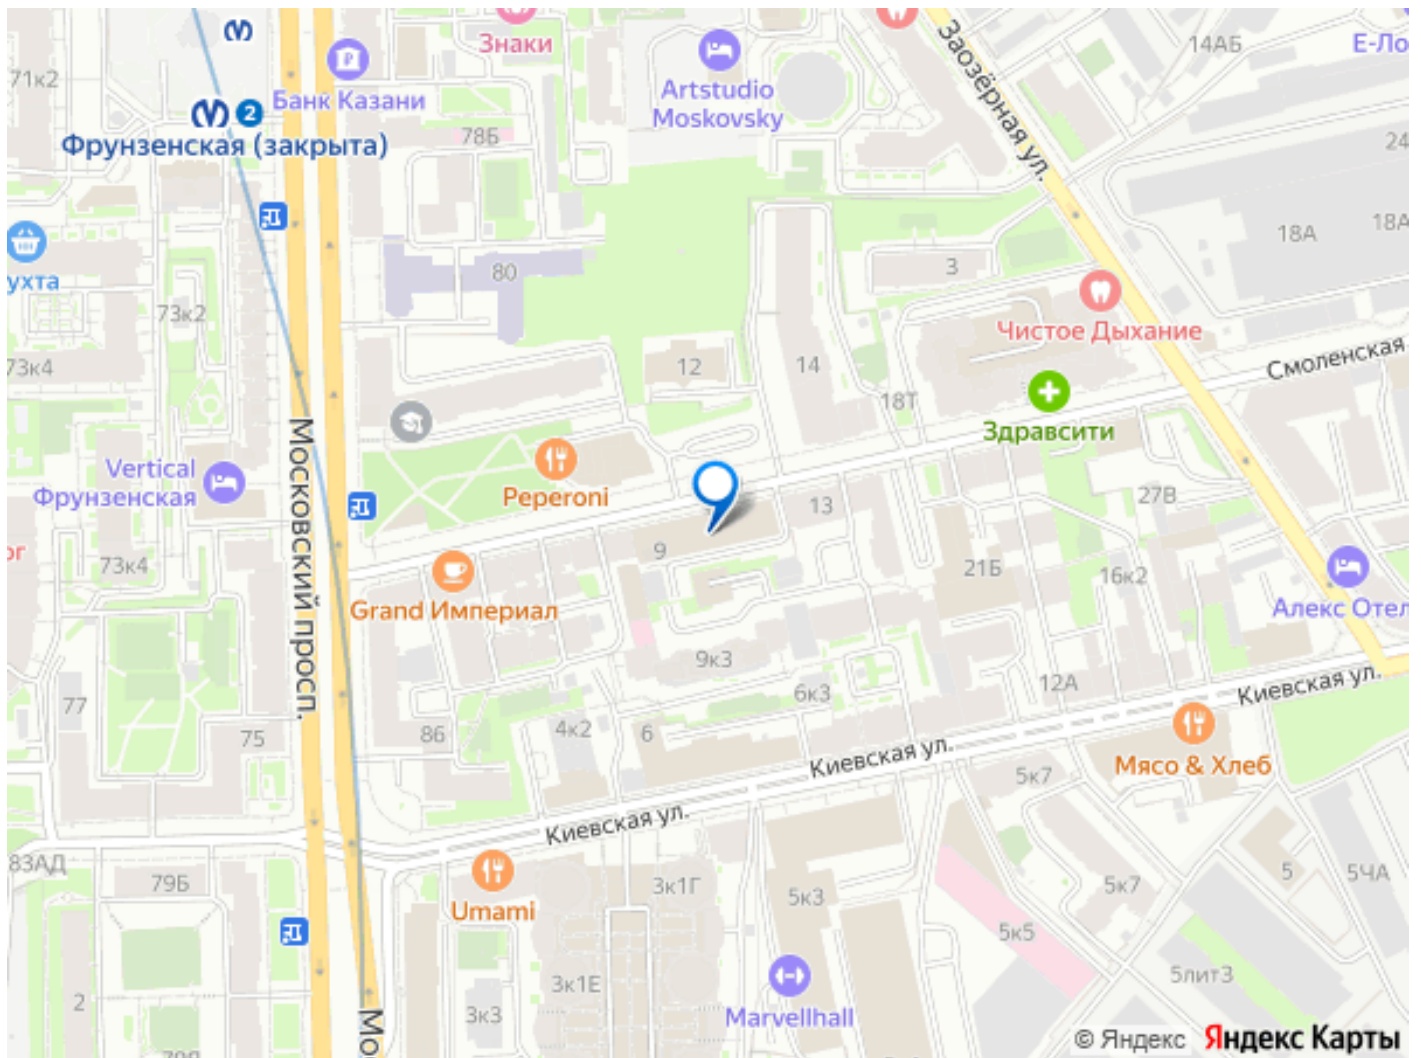 71к2
Знаки
Банк Казани
2
Фрунзенская (закрыта)
78Б
Artstudio
Moskovsky
Заозёрная ул.
14АБ
Е-Ло
24
18А
18А
ухта
73к2
80
3
Чистое Дыхание
73к4
12
14
18Т
Смоленская
Здравсити
Московский просп.
Vertical
Фрунзенская
Peperoni
27В
13
ог
73к4
9
Grand Империал
21Б
16к2
Алекс Отел
9к3
6к3
12А
Киевская ул.
77
75
86
4к2
6
Киевская ул.
Мясо & Хлеб
5к7
Киевская ул.
83АД
79Б
Umami
3к1Г
5к3
5к7
5
5ЧА
5к5
3к1Е
5лит3
2
3к3
Marvellhall
Мо
© Яндекс Яндекс Карты